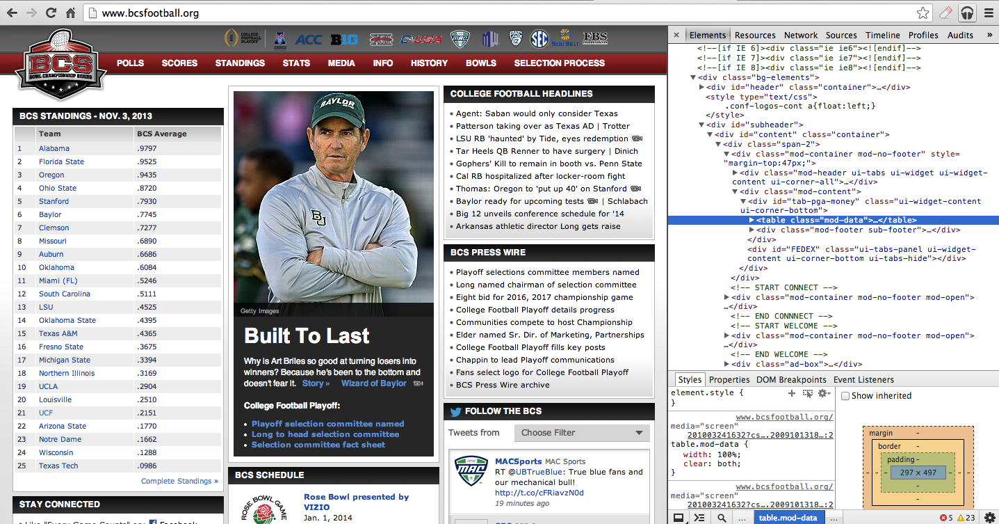 www.bcsfootball.org
COLLEGE FOOTBALL PLAYOFF
ACC
BIG
XII
C-USA
MAC
PAC 12
SEC
SUN BELT
FBS
INDEPENDENTS
BCS
BOWL CHAMPIONSHIP SERIES
POLLS SCORES STANDINGS STATS MEDIA INFO HISTORY BOWLS SELECTION PROCESS
BCS STANDINGS - NOV. 3, 2013
Team BCS Average
1 Alabama .9797
2 Florida State .9525
3 Oregon .9435
4 Ohio State .8720
5 Stanford .7930
6 Baylor .7745
7 Clemson .7277
8 Missouri .6890
9 Auburn .6686
10 Oklahoma .6084
11 Miami (FL) .5246
12 South Carolina .5111
13 LSU .4525
14 Oklahoma State .4395
15 Texas A&M .4365
16 Fresno State .3675
17 Michigan State .3394
18 Northern Illinois .3169
19 UCLA .2904
20 Louisville .2510
21 UCF .2151
22 Arizona State .1770
23 Notre Dame .1662
24 Wisconsin .1288
25 Texas Tech .0986
Complete Standings »
STAY CONNECTED
• Like "Every Game Counts" on: Facebook
BAYLOR
BU
Getty Images
Built To Last
Why is Art Briles so good at turning losers into
winners? Because he's been to the bottom and
doesn't fear it. Story » Wizard of Baylor
College Football Playoff:
• Playoff selection committee named
• Long to head selection committee
• Selection committee fact sheet
BCS SCHEDULE
ROSE BOWL GAME
Rose Bowl presented by
VIZIO
Jan. 1, 2014
COLLEGE FOOTBALL HEADLINES
• Agent: Saban would only consider Texas
• Patterson taking over as Texas AD | Trotter
• LSU RB 'haunted' by Tide, eyes redemption
• Tar Heels QB Renner to have surgery | Dinich
• Gophers' Kill to remain in booth vs. Penn State
• Cal RB hospitalized after locker-room fight
• Thomas: Oregon to 'put up 40' on Stanford
• Baylor ready for upcoming tests | Schlabach
• Big 12 unveils conference schedule for '14
• Arkansas athletic director Long gets raise
BCS PRESS WIRE
• Playoff selections committee members named
• Long named chairman of selection committee
• Eight bid for 2016, 2017 championship game
• College Football Playoff details progress
• Communities compete to host Championship
• Elder named Sr. Dir. of Marketing, Partnerships
• College Football Playoff fills key posts
• Chappin to lead Playoff communications
• Fans select logo for College Football Playoff
• BCS Press Wire archive
FOLLOW THE BCS
Tweets from Choose Filter
MAC
MACSports MAC Sports
RT @UBTrueBlue: True blue fans and
our mechanical bull!
http://t.co/cFRiavzN0d
19 minutes ago
× Elements Resources Network Sources Timeline Profiles Audits »
<!--[if IE 6]><div class="ie ie6"><![endif]-->
<!--[if IE 7]><div class="ie ie7"><![endif]-->
<!--[if IE 8]><div class="ie ie8"><![endif]-->
<div class="bg-elements">
<div id="header" class="container">…</div>
<style type="text/css">
.conf-logos-cont a{float:left;}
</style>
<div id="subheader">
<div id="content" class="container">
<div class="span-2">
<div class="mod-container mod-no-footer" style=
"margin-top:47px;">
<div class="mod-header ui-tabs ui-widget ui-widget-
content ui-corner-all">…</div>
<div class="mod-content">
<div id="tab-pga-money" class="ui-widget-content
ui-corner-bottom">
<table class="mod-data">…</table>
<div class="mod-footer sub-footer">…</div>
</div>
<div id="FEDEX" class="ui-tabs-panel ui-widget-
content ui-corner-bottom ui-tabs-hide"></div>
</div>
</div>
<!-- START CONNECT -->
<div class="mod-container mod-no-footer mod-open">
…</div>
<!-- END CONNNECT -->
<!-- START WELCOME -->
<div class="mod-container mod-no-footer mod-open">
…</div>
<!-- END WELCOME -->
<div class="ad-box">…</div>
Styles Properties DOM Breakpoints Event Listeners
element.style {
}
www.bcsfootball.org/
media="screen"
201003241632?cs….2009101318…:2
table.mod-data {
width: 100%;
clear: both;
}
www.bcsfootball.org/
media="screen"
201003241632?cs….2009101318…:2
Show inherited
margin -
border -
padding -
- - - 297 × 497 - - -
-
-
-
… table.mod-data … 5 23